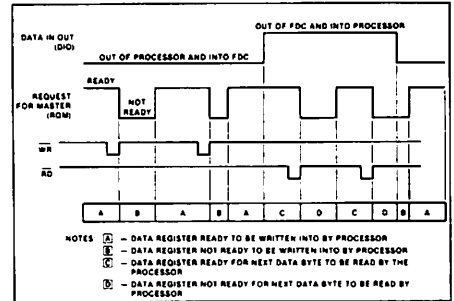 OUT OF FDC AND INTO PROCESSOR
DATA IN OUT
(DIO)
OUT OF PROCESSOR AND INTO FDC
READY
REQUEST
FOR MASTER
(RQM)
NOT
READY
WR
RD
A B A B A C D C D B A
NOTES A – DATA REGISTER READY TO BE WRITTEN INTO BY PROCESSOR
B – DATA REGISTER NOT READY TO BE WRITTEN INTO BY PROCESSOR
C – DATA REGISTER READY FOR NEXT DATA BYTE TO BE READ BY THE
PROCESSOR
D – DATA REGISTER NOT READY FOR NEXT DATA BYTE TO BE READ BY
PROCESSOR